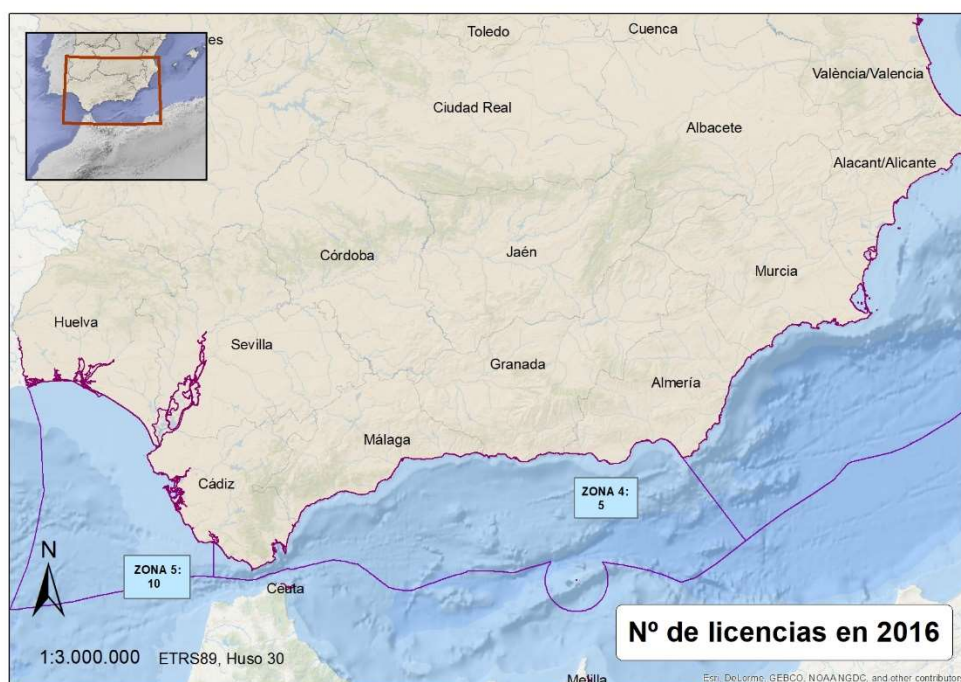 es
Toledo
Cuenca
València/Valencia
Ciudad Real
Albacete
Alacant/Alicante
Córdoba
Jaén
Murcia
Huelva
Sevilla
Granada
Almería
Málaga
Cádiz
ZONA 4:
5
N
ZONA 5:
10
Ceuta
Nº de licencias en 2016
1:3.000.000 ETRS89, Huso 30
Melilla
Esri, DeLorme, GEBCO, NOAA NGDC, and other contributors